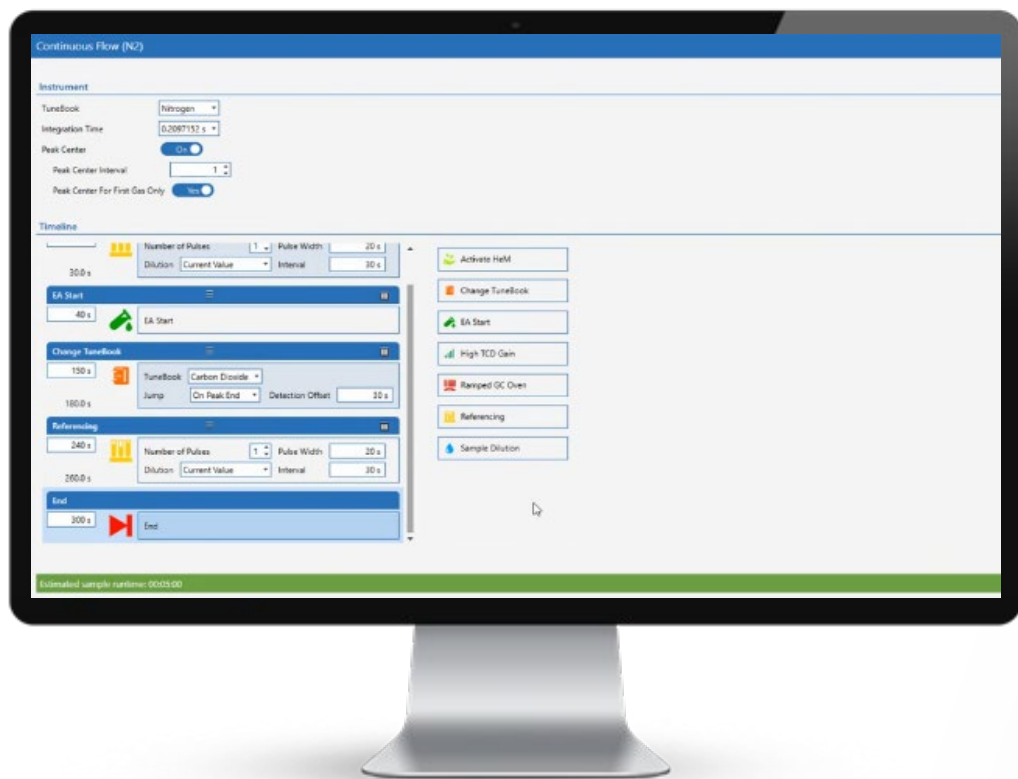 Continuous Flow (N2)
Instrument
TuneBook Nitrogen
Integration Time 0.2097152 s
Peak Center On
Peak Center Interval 1
Peak Center For First Gas Only Yes
Timeline
Number of Pulses 1 Pulse Width 20 s
Dilution Current Value Interval 30 s
30.0 s
EA Start
40 s EA Start
Change TuneBook
150 s TuneBook Carbon Dioxide
Jump On Peak End Detection Offset 30 s
180.0 s
Referencing
240 s Number of Pulses 1 Pulse Width 20 s
Dilution Current Value Interval 30 s
260.0 s
End
300 s End
Activate HeM
Change TuneBook
EA Start
High TCD Gain
Ramped GC Oven
Referencing
Sample Dilution
Estimated sample runtime: 00:05:00